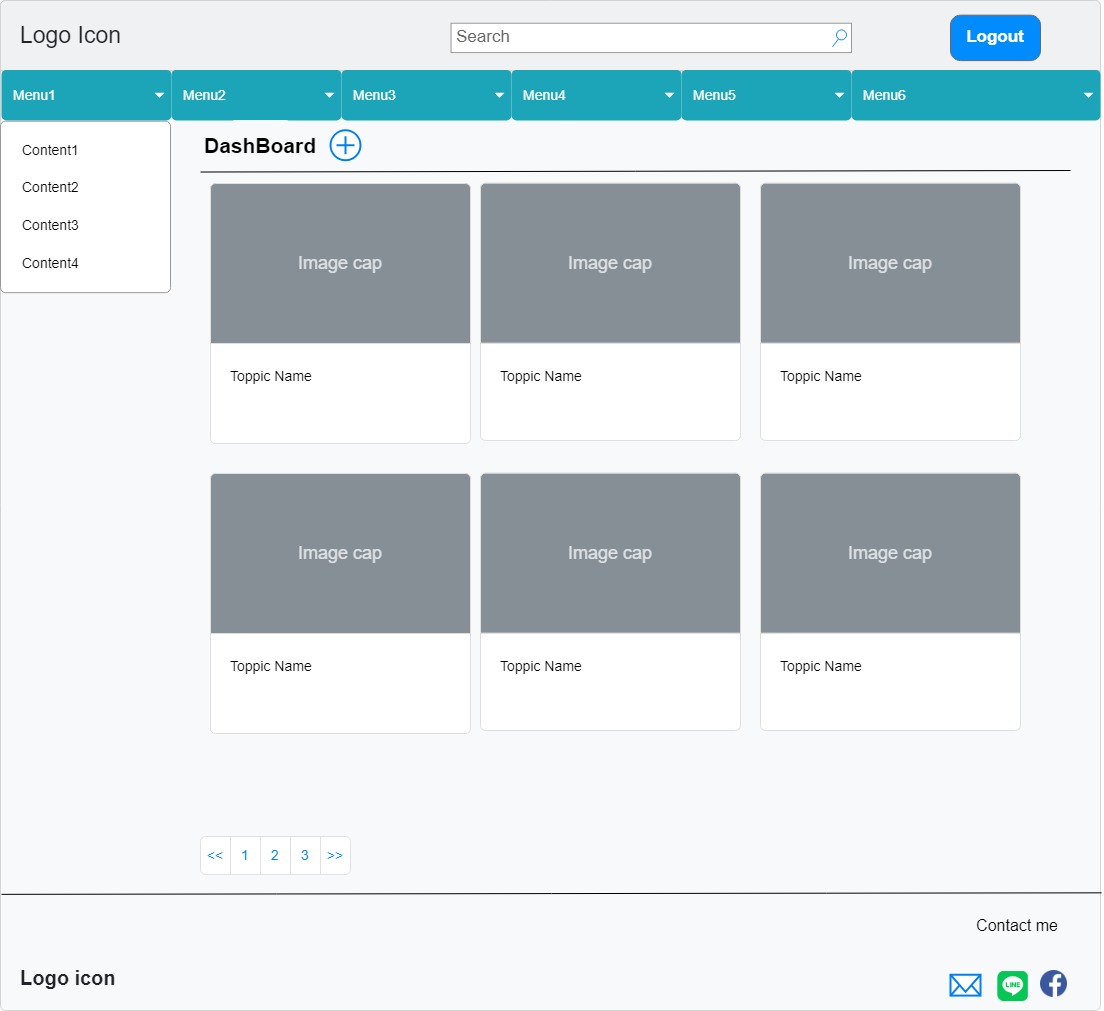 Logo Icon
Search
Logout
Menu1
Menu2
Menu3
Menu4
Menu5
Menu6
Content1
Content2
Content3
Content4
DashBoard
Image cap
Image cap
Image cap
Toppic Name
Toppic Name
Toppic Name
Image cap
Image cap
Image cap
Toppic Name
Toppic Name
Toppic Name
<< 1 2 3 >>
Contact me
Logo icon
LINE